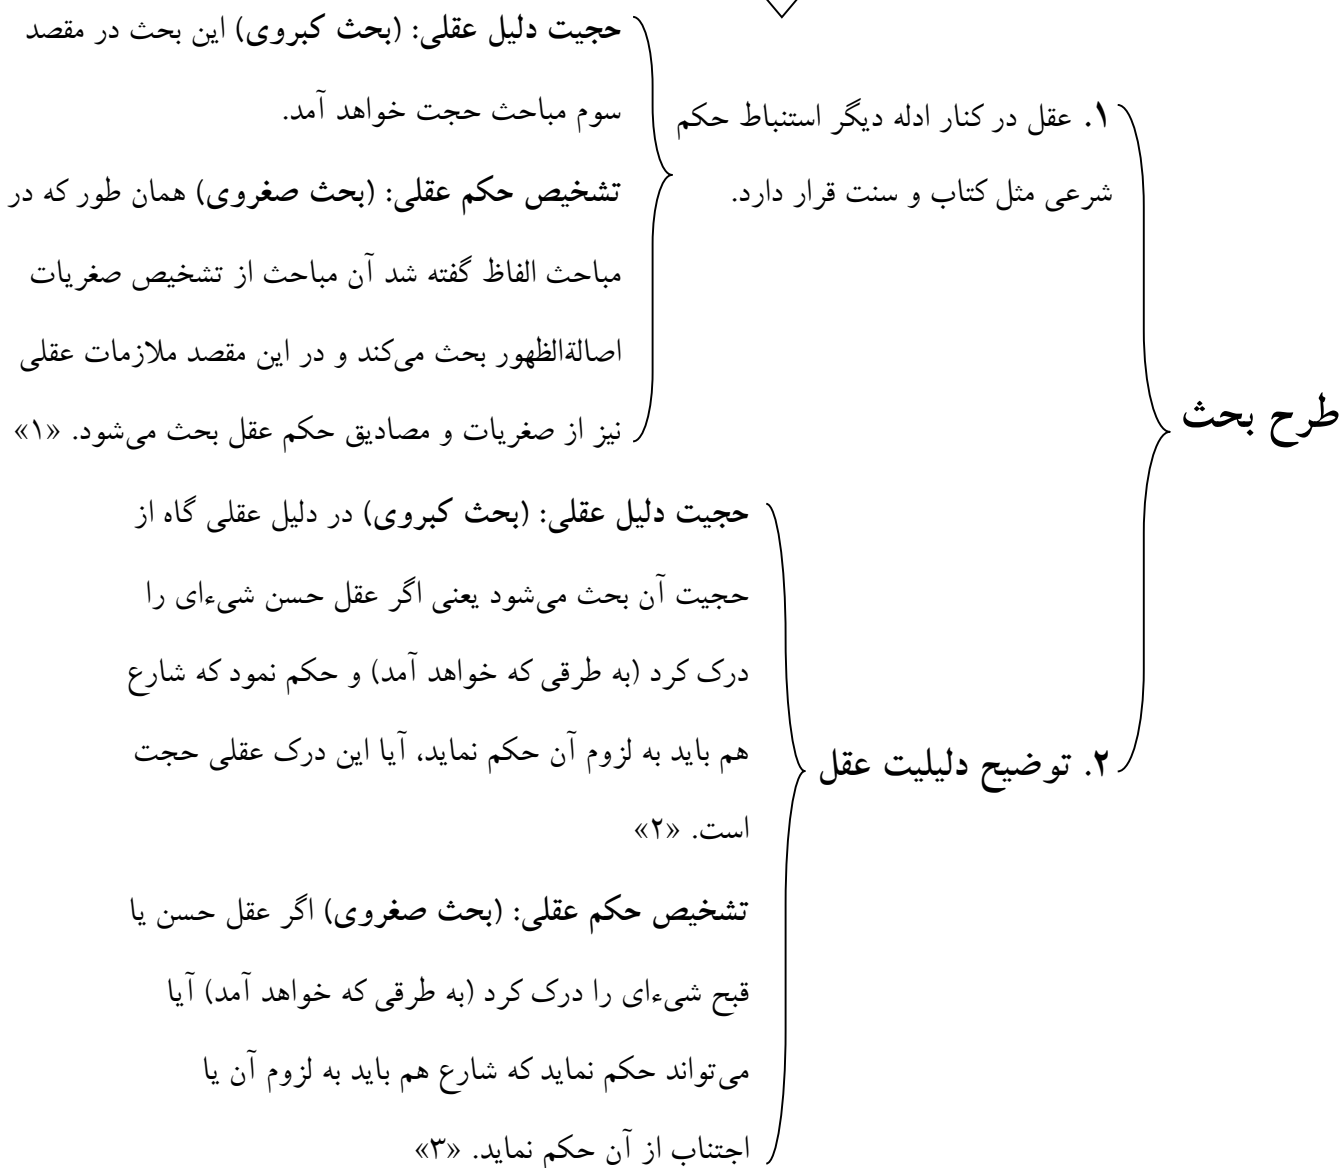 طرح بحث
۱. عقل در کنار ادله دیگر استنباط حکم
شرعی مثل کتاب و سنت قرار دارد.
حجیت دلیل عقلی: (بحث کبروی) این بحث در مقصد
سوم مباحث حجت خواهد آمد.
تشخیص حکم عقلی: (بحث صغروی) همان طور که در
مباحث الفاظ گفته شد آن مباحث از تشخیص صغریات
اصالةالظهور بحث می‌کند و در این مقصد ملازمات عقلی
نیز از صغریات و مصادیق حکم عقل بحث می‌شود. «۱»
۲. توضیح دلیلیت عقل
حجیت دلیل عقلی: (بحث کبروی) در دلیل عقلی گاه از
حجیت آن بحث می‌شود یعنی اگر عقل حسن شیءای را
درک کرد (به طرقی که خواهد آمد) و حکم نمود که شارع
هم باید به لزوم آن حکم نماید، آیا این درک عقلی حجت
است. «۲»
تشخیص حکم عقلی: (بحث صغروی) اگر عقل حسن یا
قبح شیءای را درک کرد (به طرقی که خواهد آمد) آیا
می‌تواند حکم نماید که شارع هم باید به لزوم آن یا
اجتناب از آن حکم نماید. «۳»